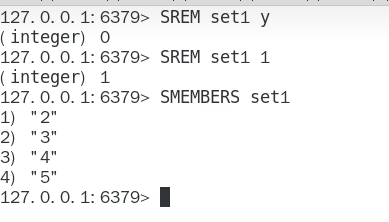 127.0.0.1:6379> SREM set1 y
(integer) 0
127.0.0.1:6379> SREM set1 1
(integer) 1
127.0.0.1:6379> SMEMBERS set1
1) "2"
2) "3"
3) "4"
4) "5"
127.0.0.1:6379>